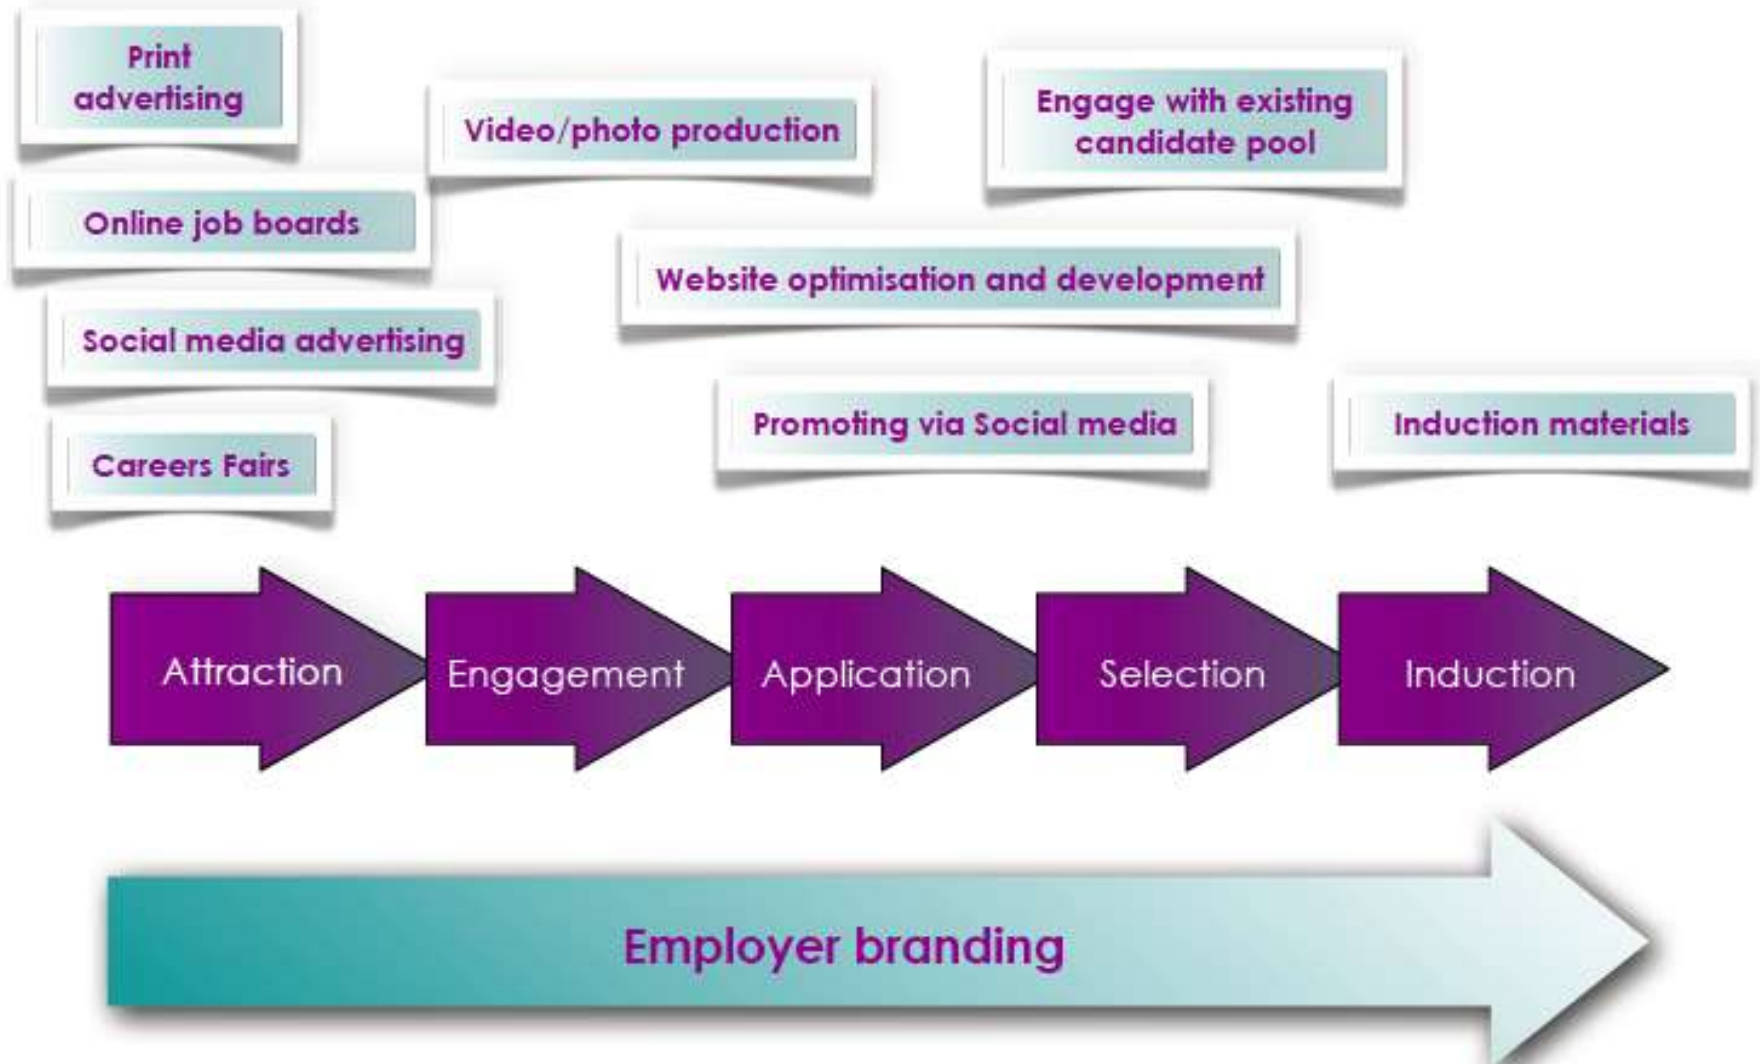 Print
advertising
Video/photo production
Engage with existing
candidate pool
Online job boards
Website optimisation and development
Social media advertising
Promoting via Social media
Induction materials
Careers Fairs
Attraction
Engagement
Application
Selection
Induction
Employer branding